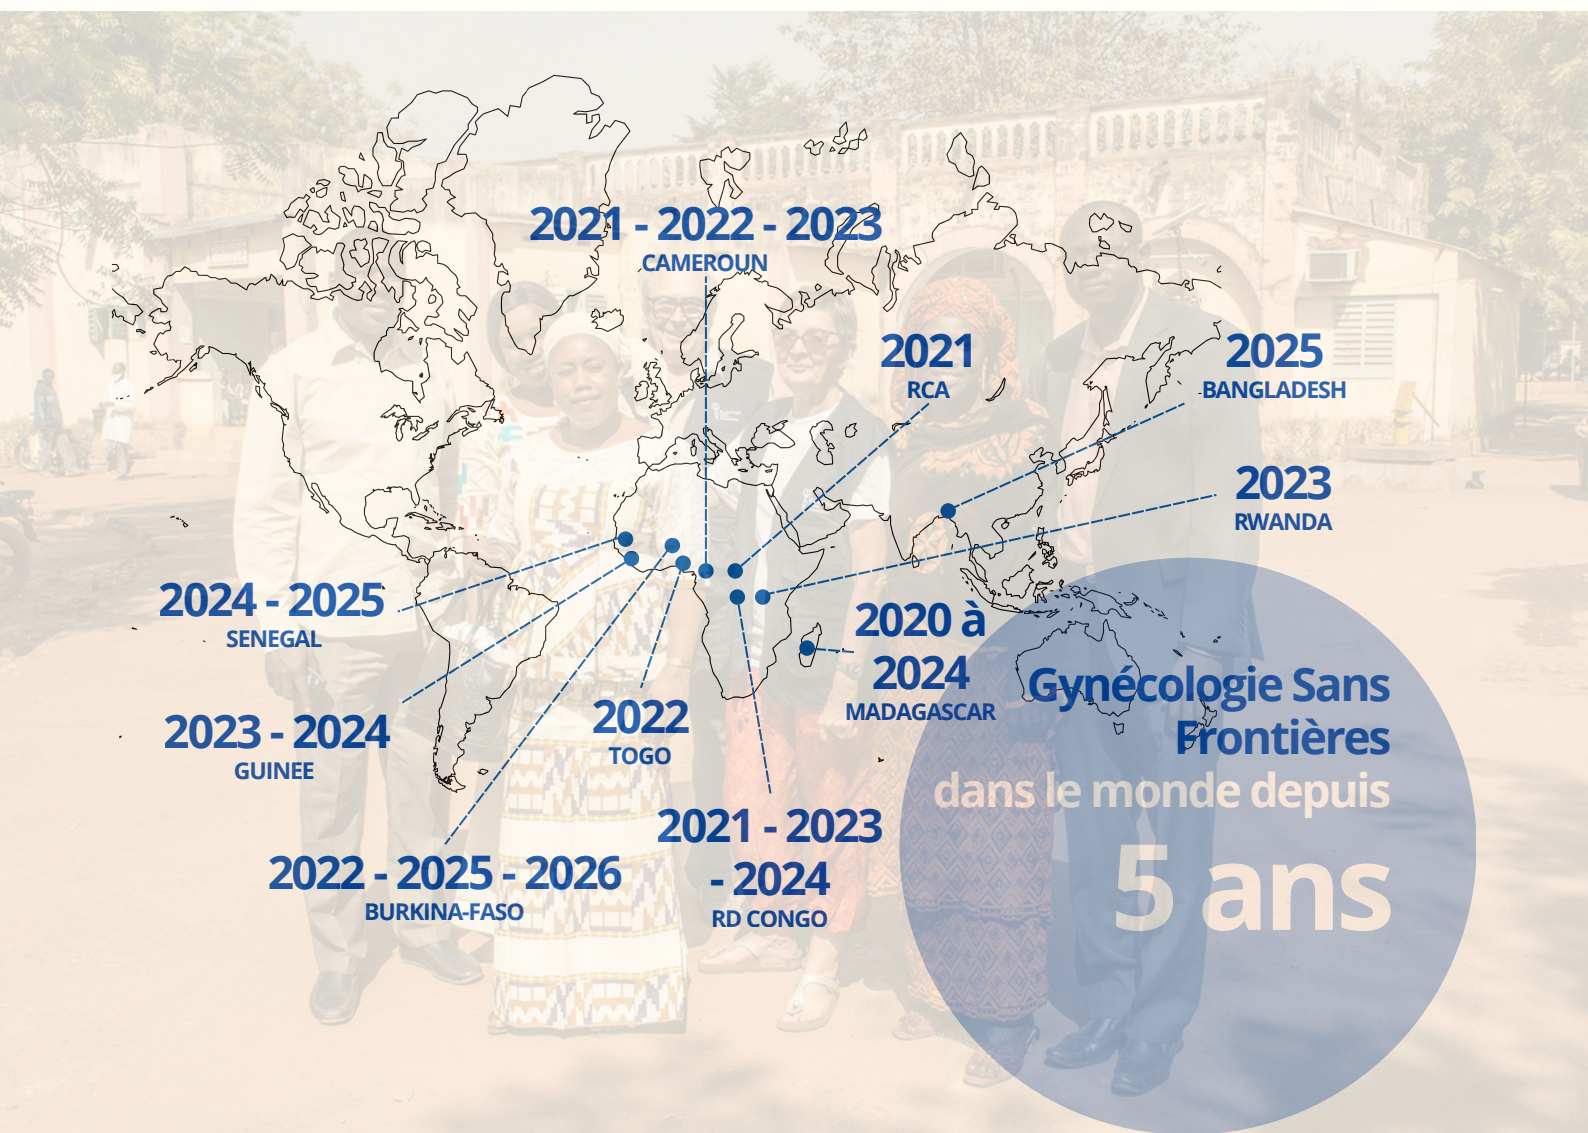 2021 - 2022 - 2023
CAMEROUN
2021
RCA
2025
BANGLADESH
2023
RWANDA
2024 - 2025
SENEGAL
2020 à
2024
MADAGASCAR
2023 - 2024
GUINEE
2022
TOGO
2021 - 2023
- 2024
RD CONGO
2022 - 2025 - 2026
BURKINA-FASO
Gynécologie Sans
Frontières
dans le monde depuis
5 ans